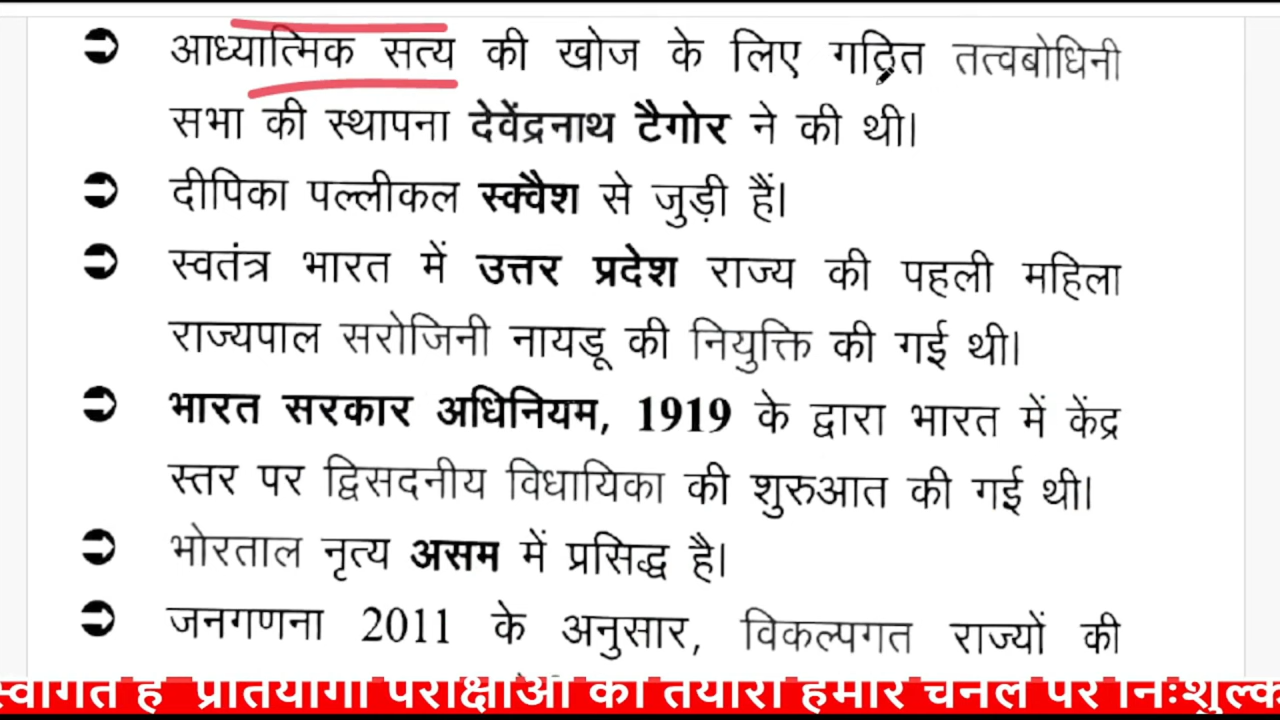 ➲ आध्यात्मिक सत्य की खोज के लिए गठित तत्वबोधिनी
सभा की स्थापना देवेंद्रनाथ टैगोर ने की थी।
➲ दीपिका पल्लीकल स्क्वैश से जुड़ी हैं।
➲ स्वतंत्र भारत में उत्तर प्रदेश राज्य की पहली महिला
राज्यपाल सरोजिनी नायडू की नियुक्ति की गई थी।
➲ भारत सरकार अधिनियम, 1919 के द्वारा भारत में केंद्र
स्तर पर द्विसदनीय विधायिका की शुरुआत की गई थी।
➲ भोरताल नृत्य असम में प्रसिद्ध है।
➲ जनगणना 2011 के अनुसार, विकल्पगत राज्यों की
स्वागत है प्रतियोगी परीक्षाओं की तैयारी हमारे चैनल पर निःशुल्क